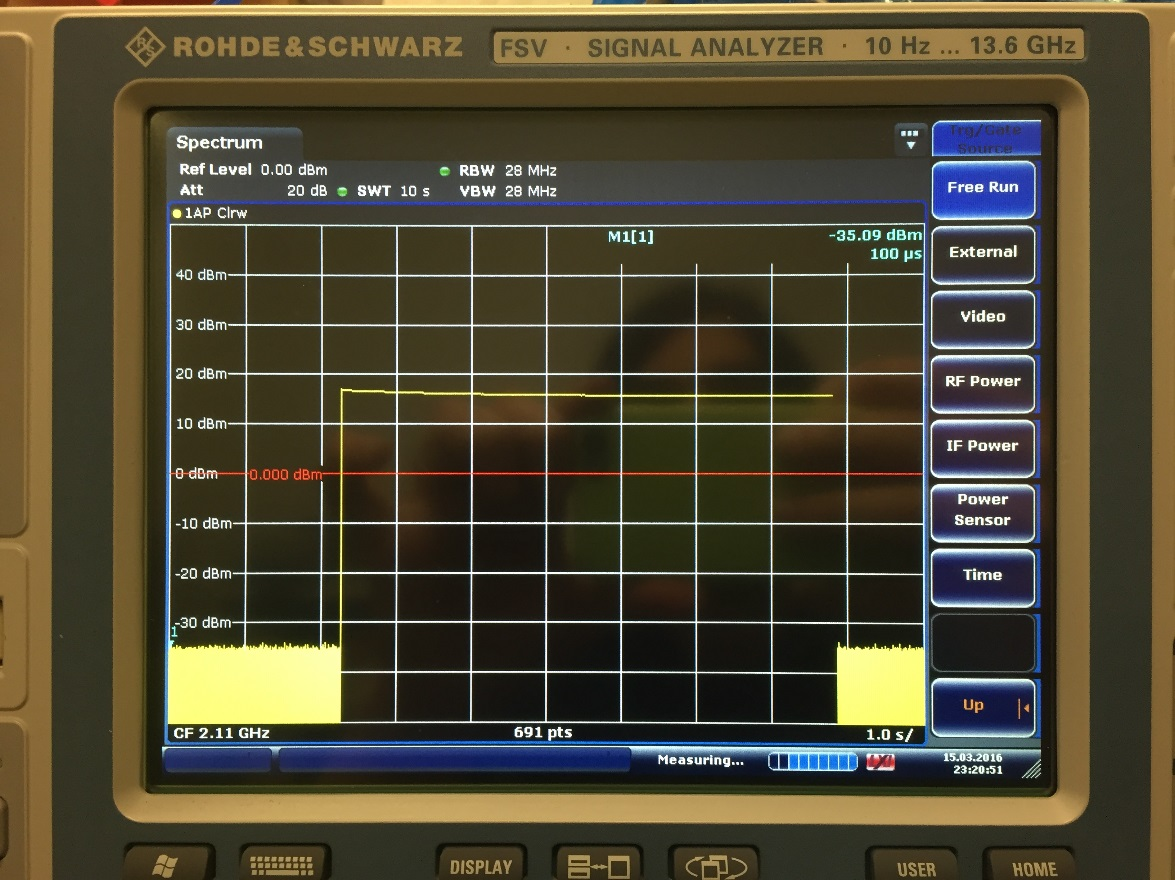 ROHDE & SCHWARZ
FSV · SIGNAL ANALYZER · 10 Hz ... 13.6 GHz
Spectrum
Ref Level 0.00 dBm RBW 28 MHz
Att 20 dB SWT 10 s VBW 28 MHz
1AP Clrw
M1[1] -35.09 dBm
100 µs
40 dBm
30 dBm
20 dBm
10 dBm
0 dBm 0.000 dBm
-10 dBm
-20 dBm
-30 dBm
1
CF 2.11 GHz 691 pts 1.0 s/
Measuring... 15.03.2016
23:20:51
Trg/Gate
Source
Free Run
External
Video
RF Power
IF Power
Power
Sensor
Time
Up
DISPLAY
USER
HOME